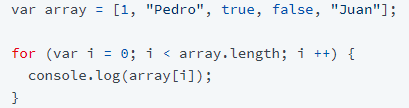 var array = [1, "Pedro", true, false, "Juan"];
for (var i = 0; i < array.length; i ++) {
  console.log(array[i]);
}